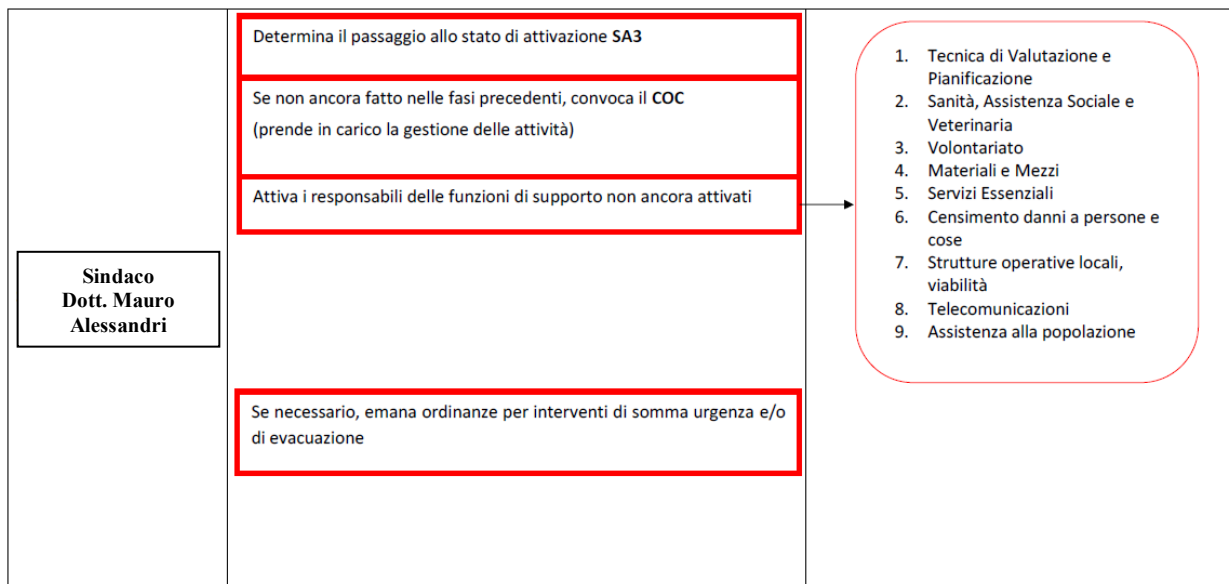 Sindaco
Dott. Mauro
Alessandri
Determina il passaggio allo stato di attivazione SA3
Se non ancora fatto nelle fasi precedenti, convoca il COC
(prende in carico la gestione delle attività)
Attiva i responsabili delle funzioni di supporto non ancora attivati
Se necessario, emana ordinanze per interventi di somma urgenza e/o
di evacuazione
1. Tecnica di Valutazione e
Pianificazione
2. Sanità, Assistenza Sociale e
Veterinaria
3. Volontariato
4. Materiali e Mezzi
5. Servizi Essenziali
6. Censimento danni a persone e
cose
7. Strutture operative locali,
viabilità
8. Telecomunicazioni
9. Assistenza alla popolazione